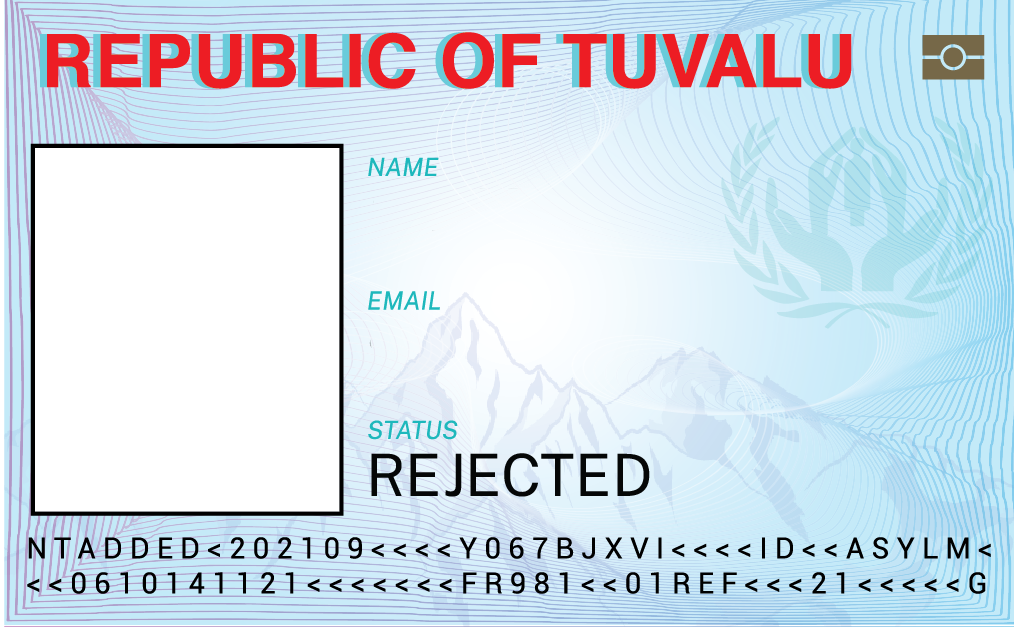 REPUBLIC OF TUVALU
NAME
EMAIL
STATUS
REJECTED
NTADDED<202109<<<<Y067BJXVI<<<<ID<<ASYLM<
<<0610141121<<<<<<<FR981<<01REF<<<21<<<<<G